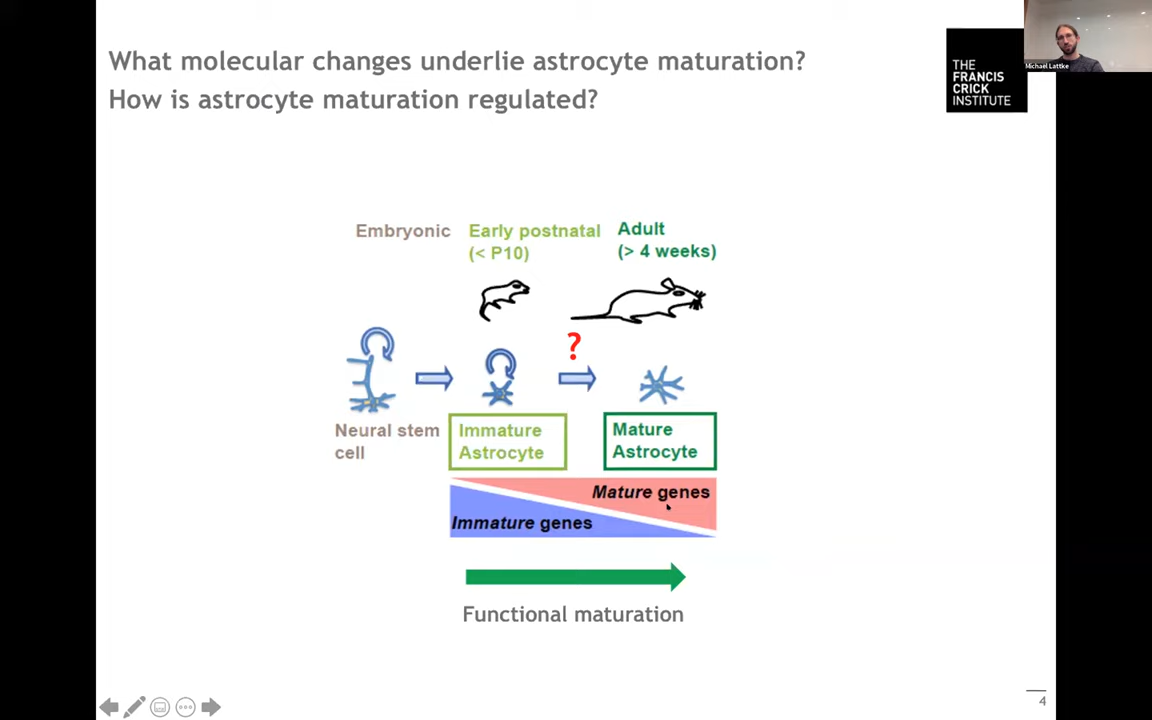 What molecular changes underlie astrocyte maturation?
How is astrocyte maturation regulated?
THE
FRANCIS
CRICK
INSTITUTE
Michael Lattke
Embryonic
Early postnatal
(< P10)
Adult
(> 4 weeks)
?
Neural stem
cell
Immature
Astrocyte
Mature
Astrocyte
Mature genes
Immature genes
Functional maturation
4